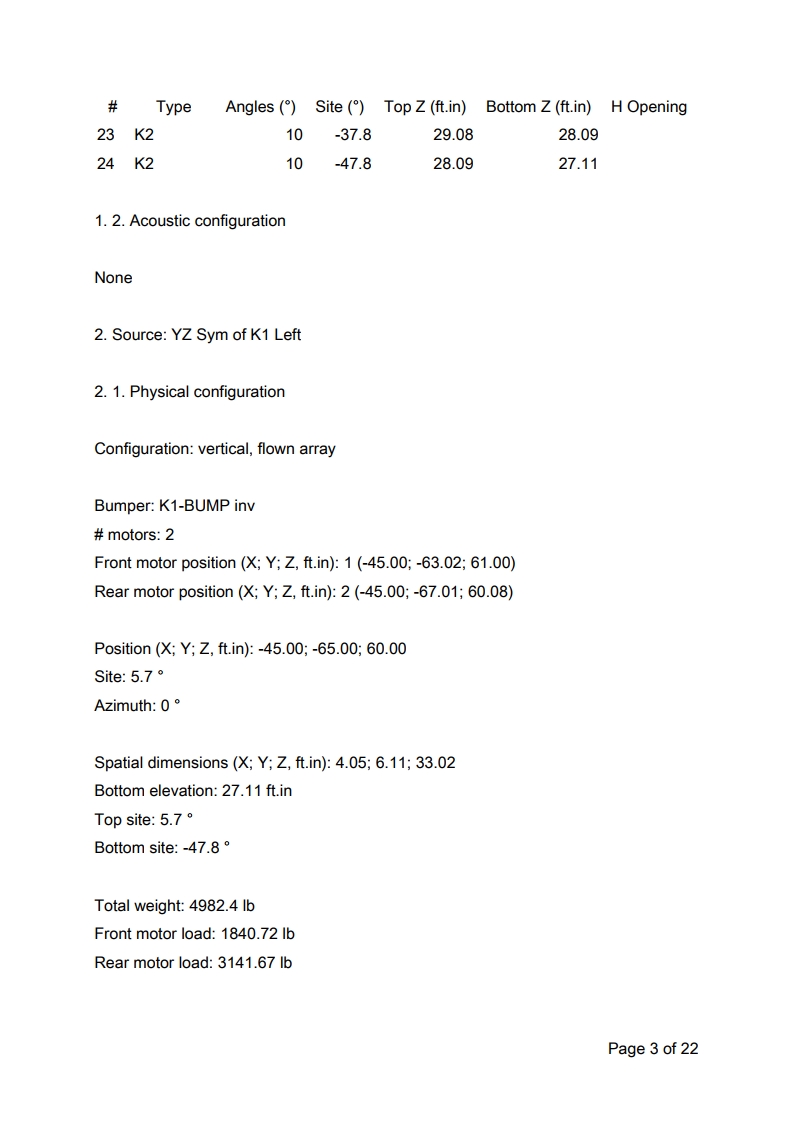 # Type Angles (°) Site (°) Top Z (ft.in) Bottom Z (ft.in) H Opening
23 K2 10 -37.8 29.08 28.09
24 K2 10 -47.8 28.09 27.11
1. 2. Acoustic configuration
None
2. Source: YZ Sym of K1 Left
2. 1. Physical configuration
Configuration: vertical, flown array
Bumper: K1-BUMP inv
# motors: 2
Front motor position (X; Y; Z, ft.in): 1 (-45.00; -63.02; 61.00)
Rear motor position (X; Y; Z, ft.in): 2 (-45.00; -67.01; 60.08)
Position (X; Y; Z, ft.in): -45.00; -65.00; 60.00
Site: 5.7 °
Azimuth: 0 °
Spatial dimensions (X; Y; Z, ft.in): 4.05; 6.11; 33.02
Bottom elevation: 27.11 ft.in
Top site: 5.7 °
Bottom site: -47.8 °
Total weight: 4982.4 lb
Front motor load: 1840.72 lb
Rear motor load: 3141.67 lb
Page 3 of 22